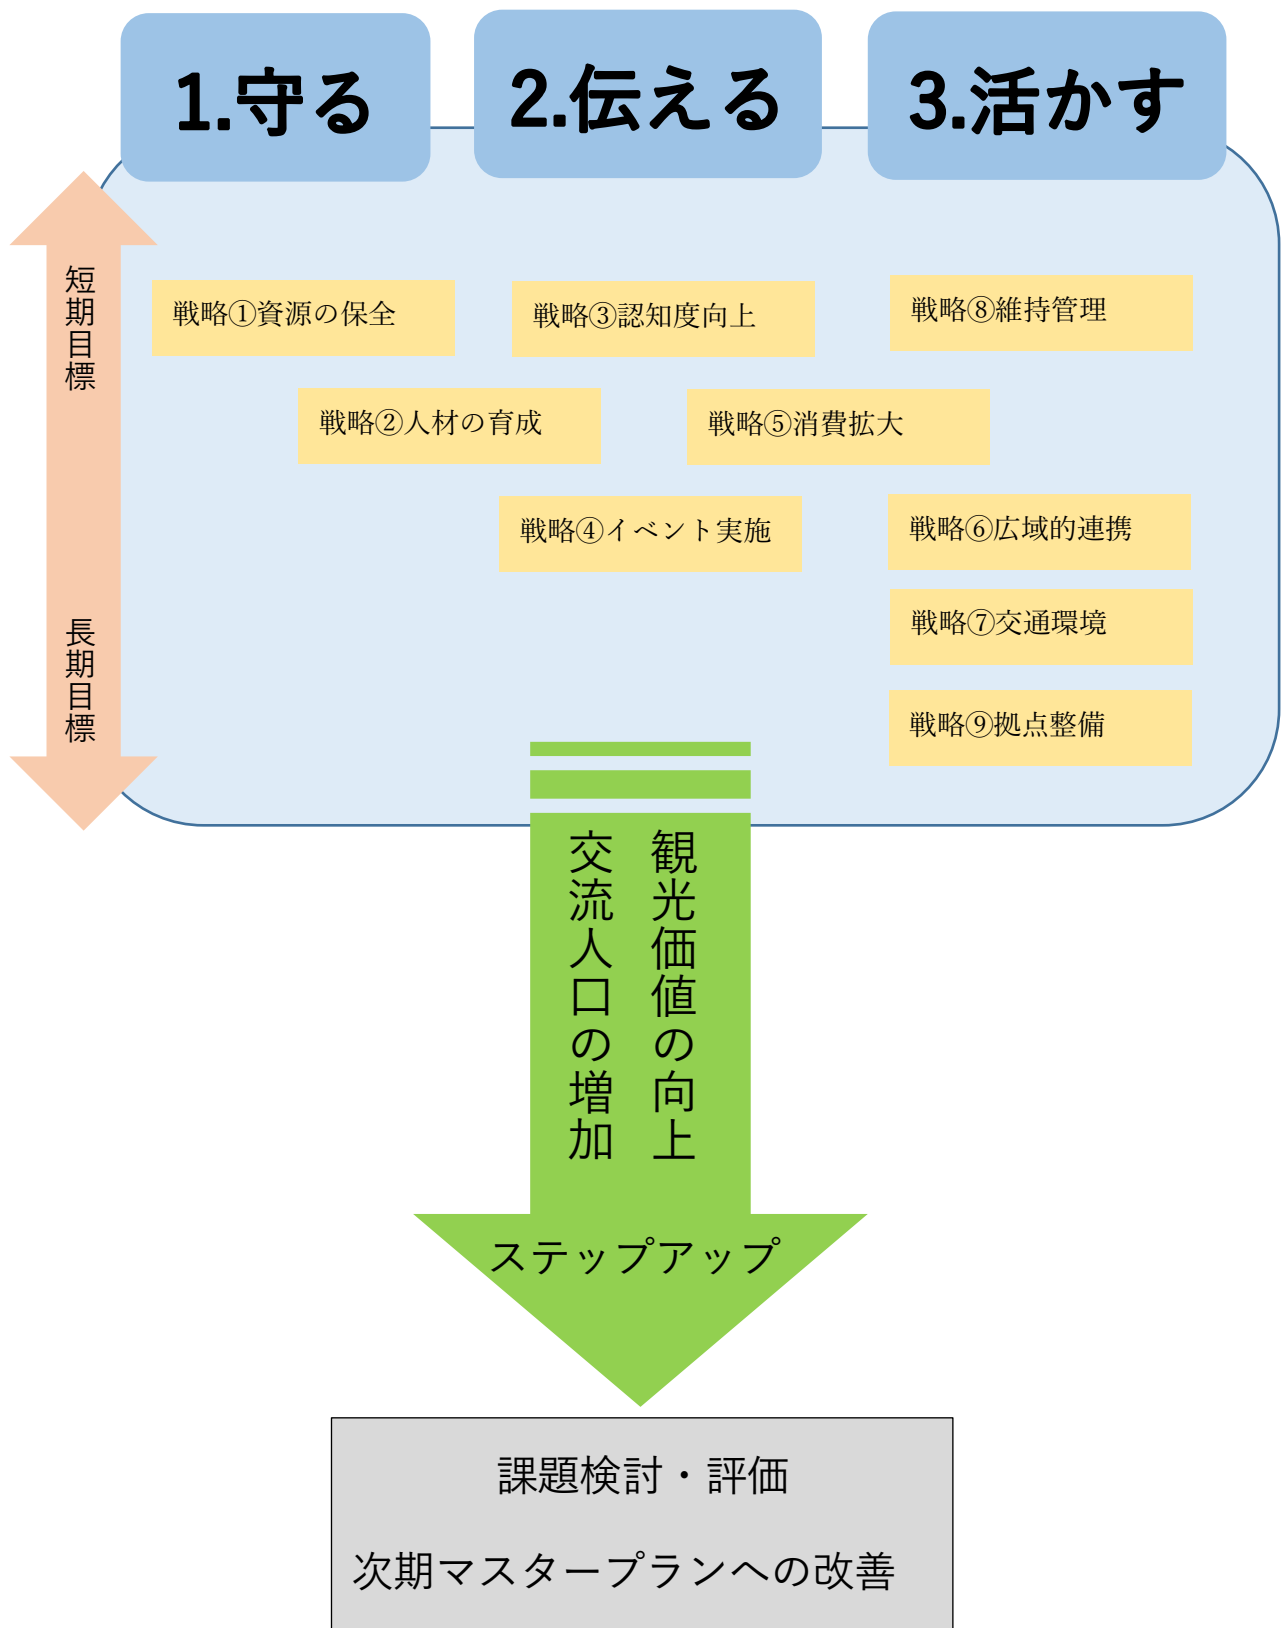 1.守る
2.伝える
3.活かす
短期目標
長期目標
戦略①資源の保全
戦略③認知度向上
戦略⑧維持管理
戦略②人材の育成
戦略⑤消費拡大
戦略④イベント実施
戦略⑥広域的連携
戦略⑦交通環境
戦略⑨拠点整備
観光価値の向上
交流人口の増加
ステップアップ
課題検討・評価
次期マスタープランへの改善